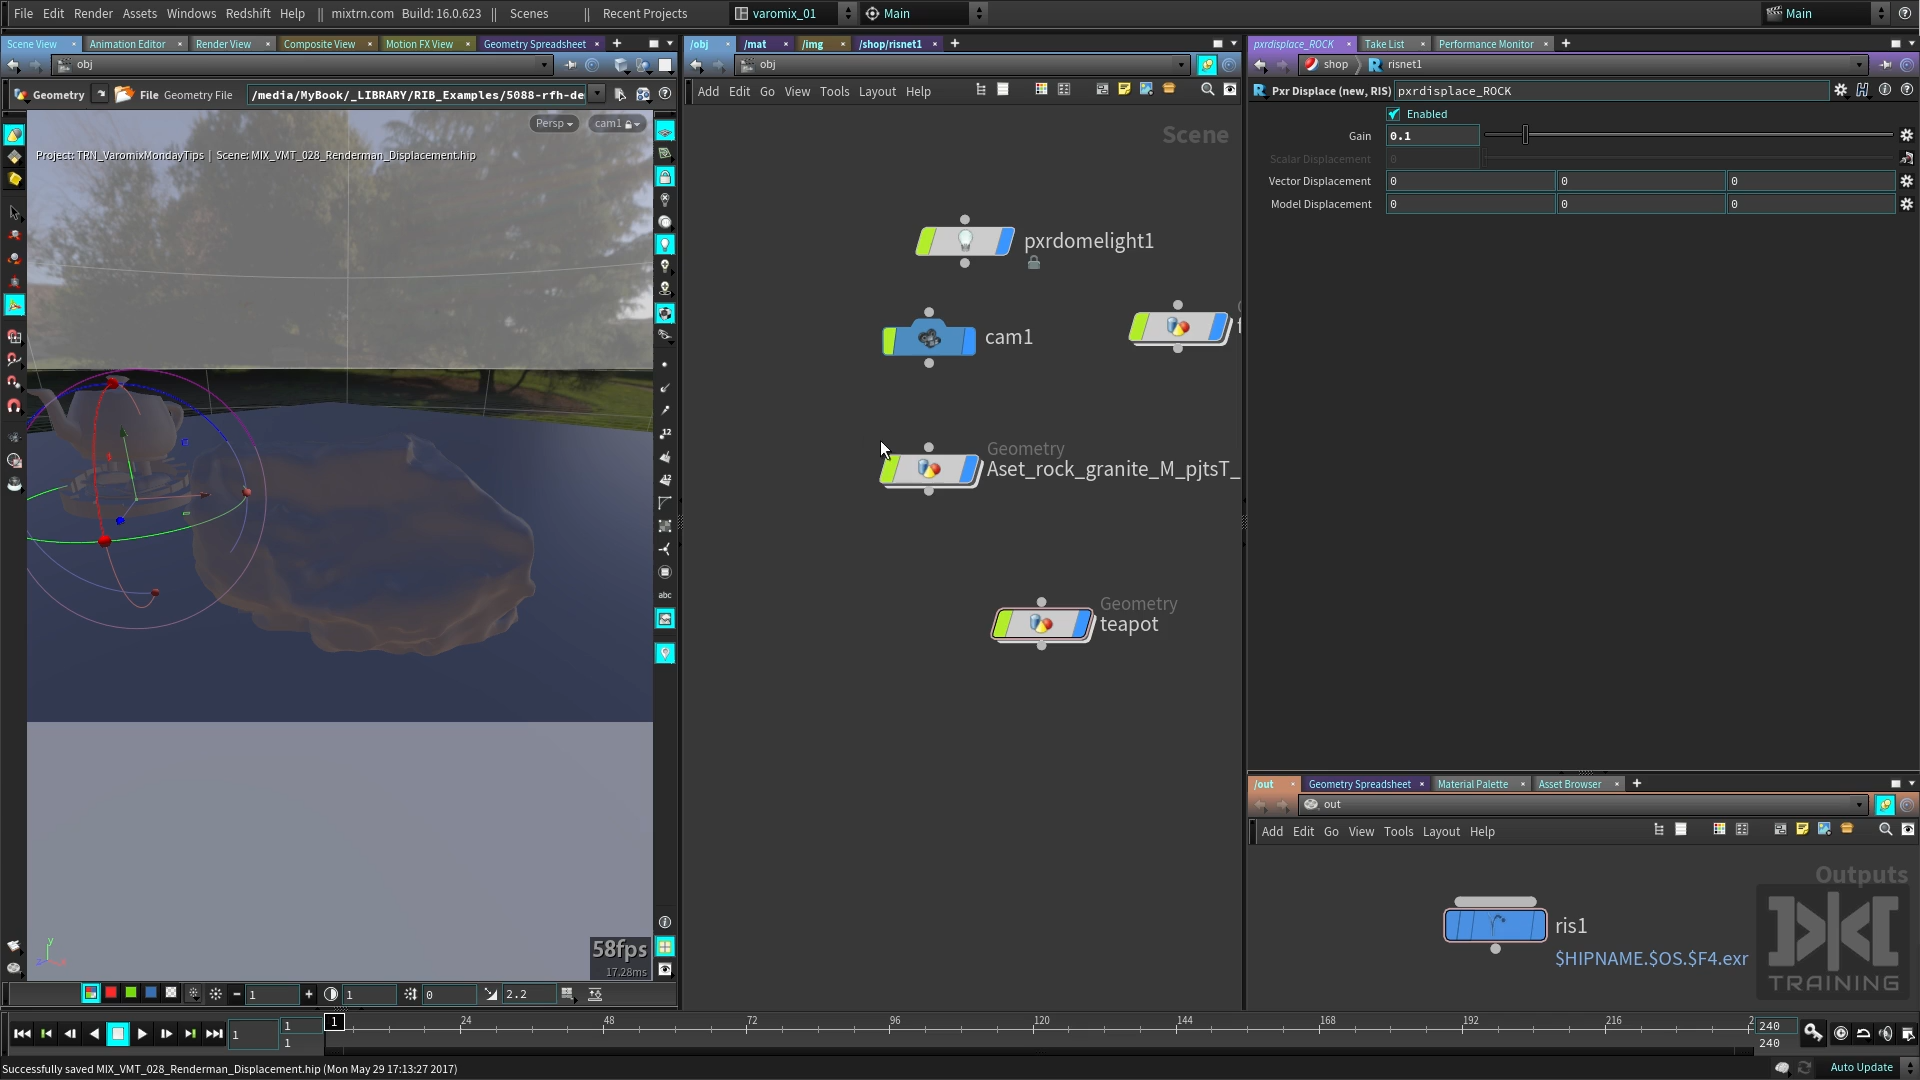 File Edit Render Assets Windows Redshift Help || mixtrn.com Build: 16.0.623 || Scenes || Recent Projects varomix_01 Main Main
Scene View Animation Editor Render View Composite View Motion FX View Geometry Spreadsheet
obj
Geometry File Geometry File /media/MyBook/_LIBRARY/RIB_Examples/5088-rfh-de
Persp cam1
Project: TRN_VaromixMondayTips | Scene: MIX_VMT_028_Renderman_Displacement.hip
12
12
abc
58fps
17.28ms
y
1 1 0 2.2
/obj /mat /img /shop/risnet1
obj
Add Edit Go View Tools Layout Help
Scene
pxrdomelight1
cam1
Geometry
Aset_rock_granite_M_pjtsT_
Geometry
teapot
pxrdisplace_ROCK Take List Performance Monitor
shop risnet1
Pxr Displace (new, RIS) pxrdisplace_ROCK
Enabled
Gain 0.1
Scalar Displacement 0
Vector Displacement 0 0 0
Model Displacement 0 0 0
/out Geometry Spreadsheet Material Palette Asset Browser
out
Add Edit Go View Tools Layout Help
Outputs
ris1
$HIPNAME.$OS.$F4.exr
TRAINING
1 1 1 1 24 48 72 96 120 144 168 192 216 2 240
240
Successfully saved MIX_VMT_028_Renderman_Displacement.hip (Mon May 29 17:13:27 2017)
Auto Update